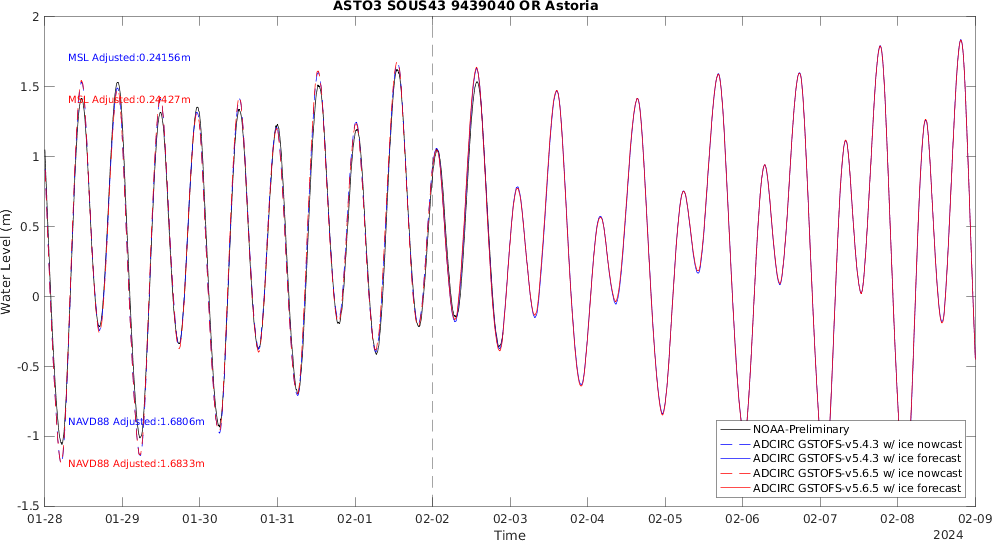 ASTO3 SOUS43 9439040 OR Astoria
2
1.5
1
0.5
0
-0.5
-1
-1.5
Water Level (m)
MSL Adjusted:0.24156m
MSL Adjusted:0.24427m
NAVD88 Adjusted:1.6806m
NAVD88 Adjusted:1.6833m
NOAA-Preliminary
ADCIRC GSTOFS-v5.4.3 w/ ice nowcast
ADCIRC GSTOFS-v5.4.3 w/ ice forecast
ADCIRC GSTOFS-v5.6.5 w/ ice nowcast
ADCIRC GSTOFS-v5.6.5 w/ ice forecast
01-28 01-29 01-30 01-31 02-01 02-02 02-03 02-04 02-05 02-06 02-07 02-08 02-09
Time
2024